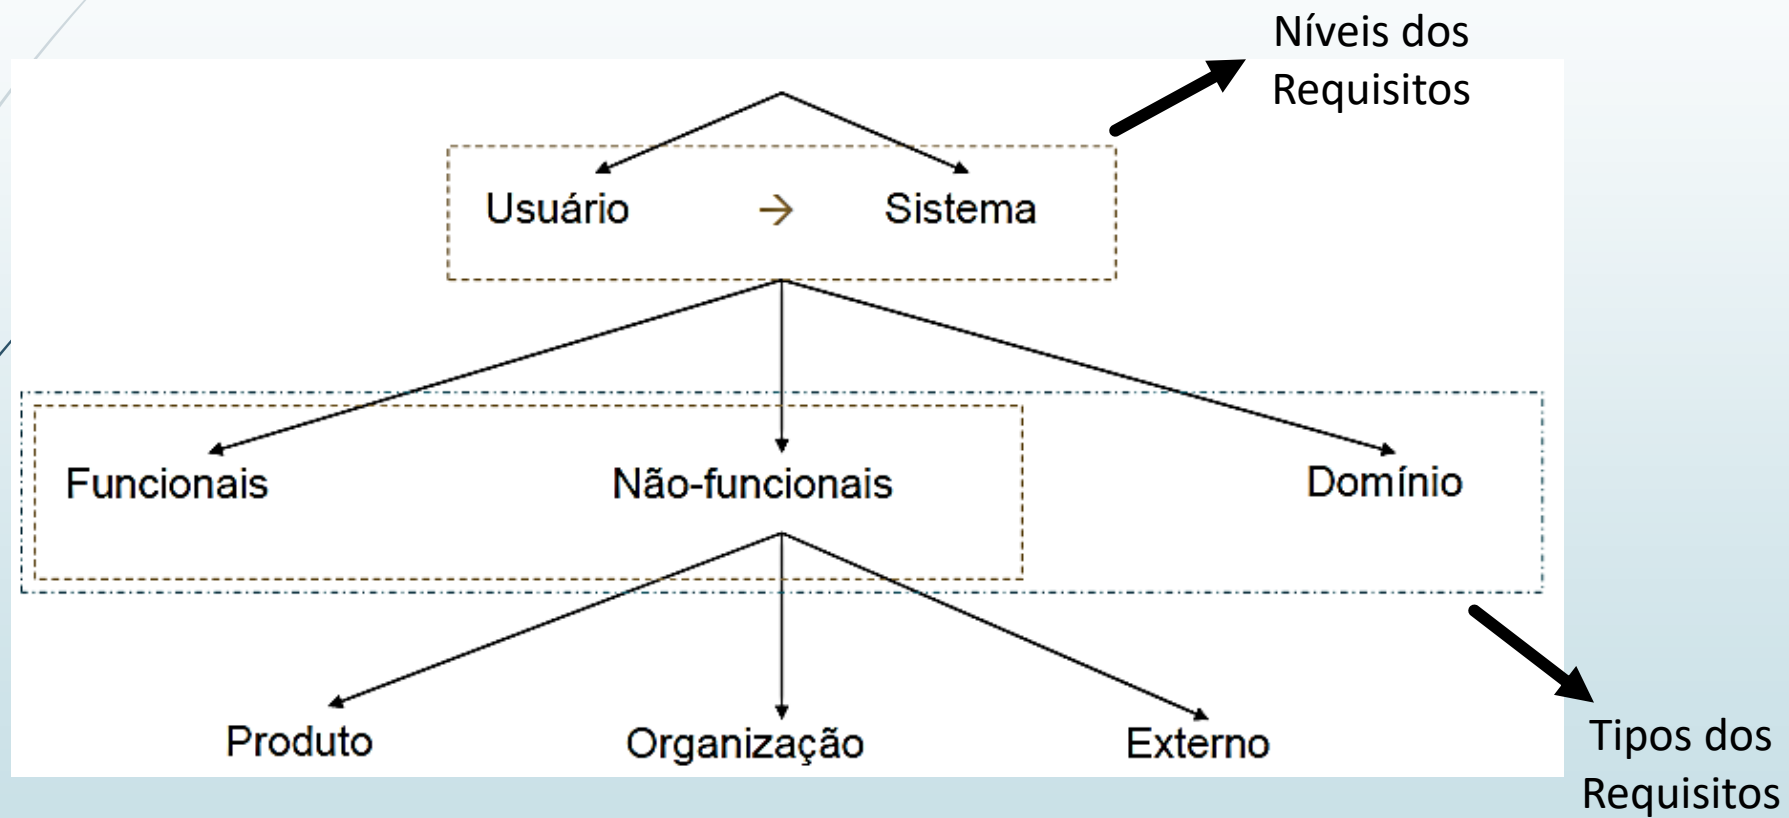 Níveis dos
Requisitos
Usuário → Sistema
Funcionais Não-funcionais Domínio
Produto Organização Externo
Tipos dos
Requisitos